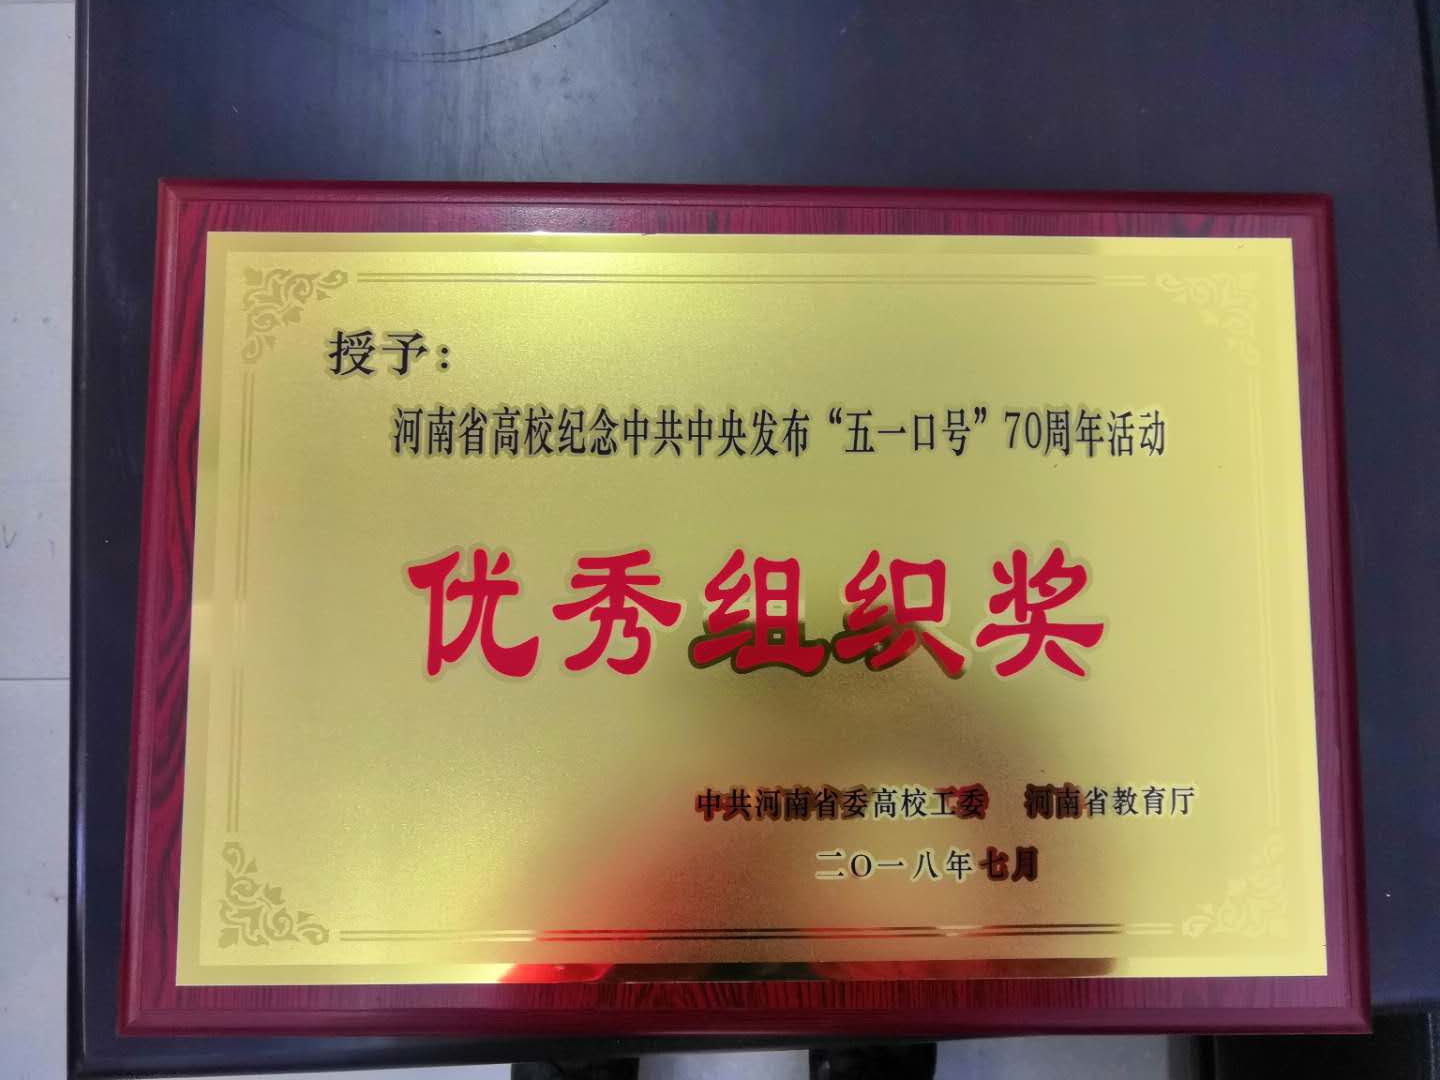 授予：
河南省高校纪念中共中央发布“五一口号”70周年活动
优秀组织奖
中共河南省委高校工委 河南省教育厅
二〇一八年七月